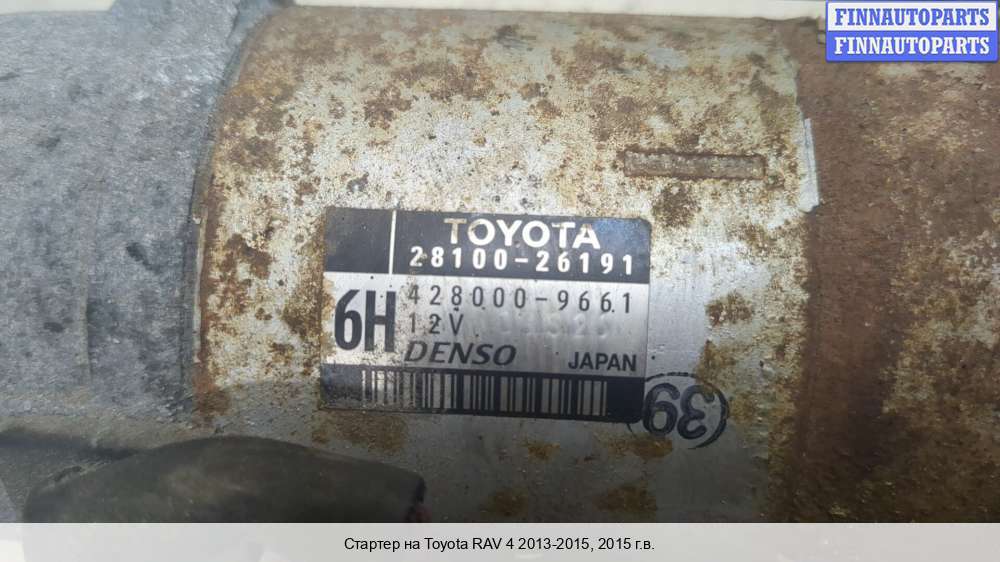 FINNAUTOPARTS
FINNAUTOPARTS
TOYOTA
28100-26191
6H
428000-9661
12V
DENSO
JAPAN
(39)
Стартер на Toyota RAV 4 2013-2015, 2015 г.в.